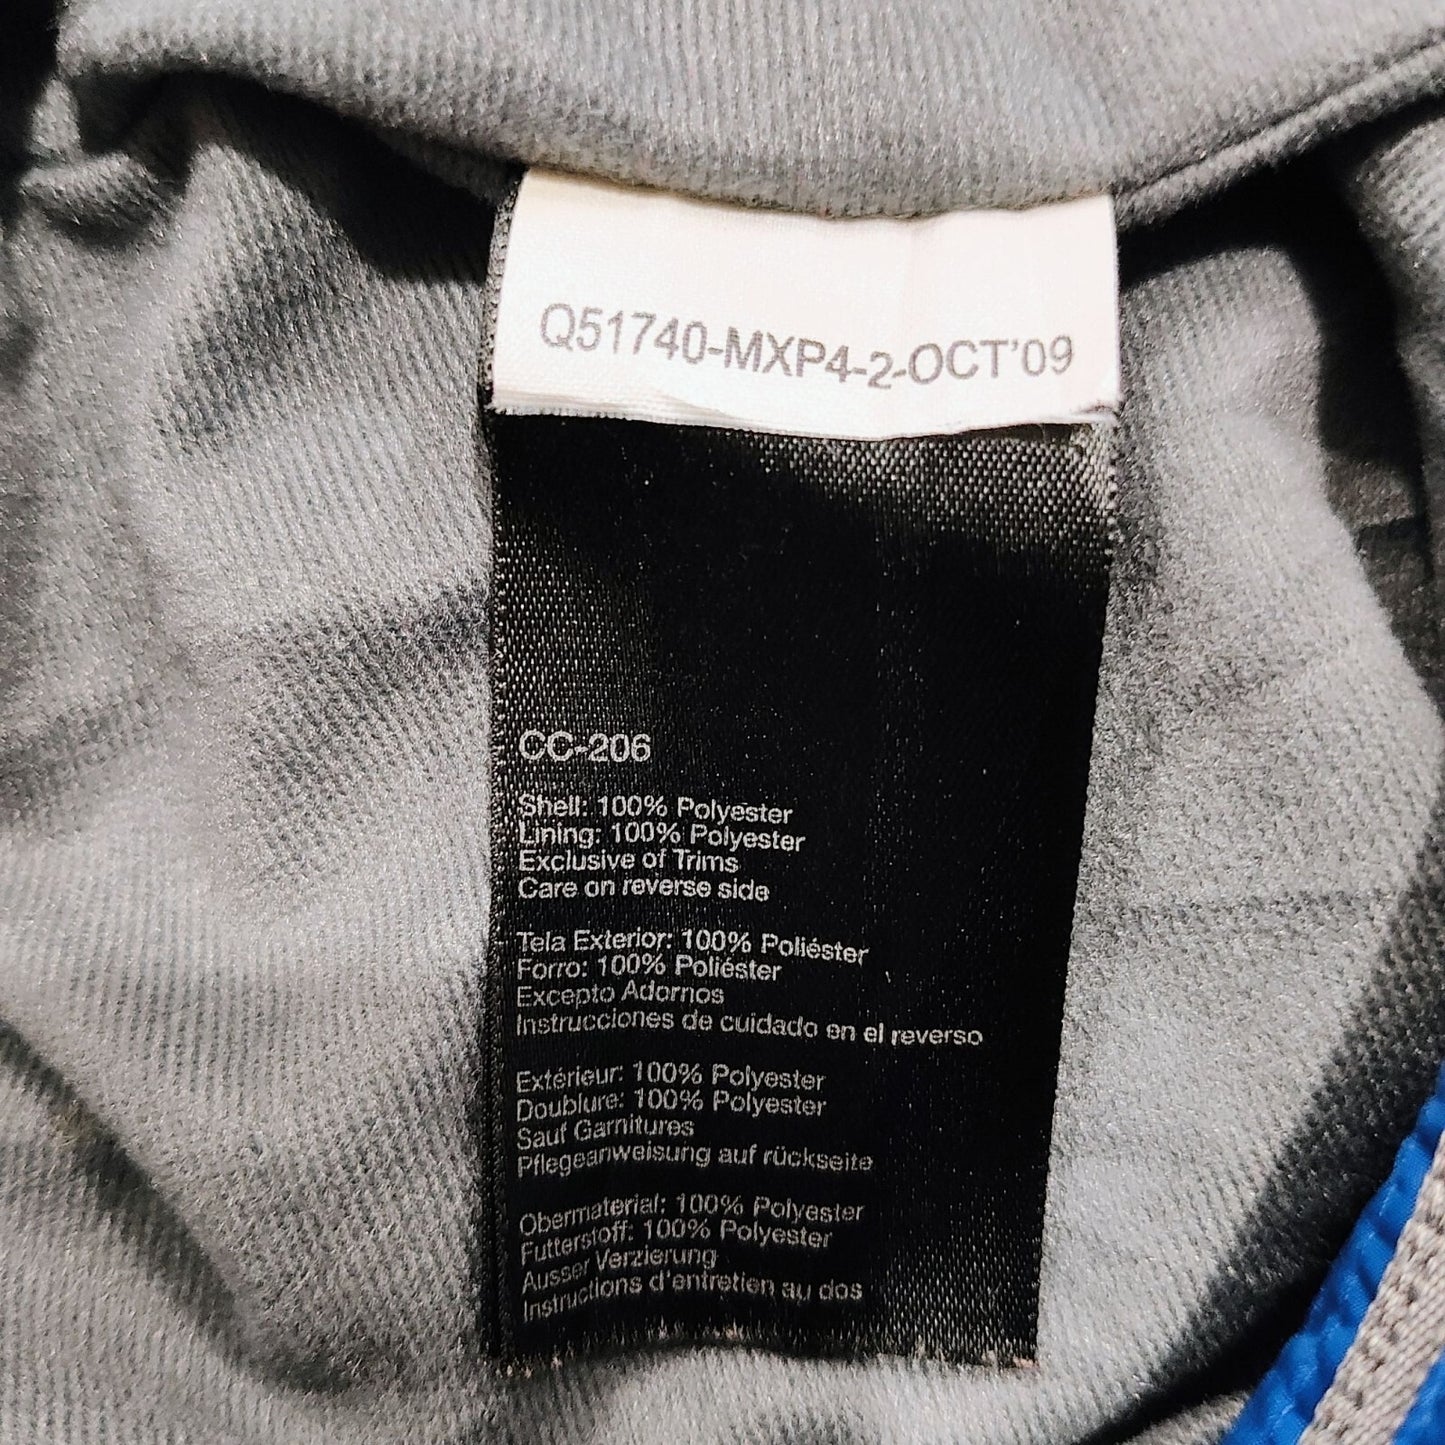 Q51740-MXP4-2-OCT'09
CC-206
Shell: 100% Polyester
Lining: 100% Polyester
Exclusive of Trims
Care on reverse side
Tela Exterior: 100% Poliéster
Forro: 100% Poliéster
Excepto Adornos
Instrucciones de cuidado en el reverso
Extérieur: 100% Polyester
Doublure: 100% Polyester
Sauf Garnitures
Pflegeanweisung auf rückseite
Obermaterial: 100% Polyester
Futterstoff: 100% Polyester
Ausser Verzierung
Instructions d'entretien au dos